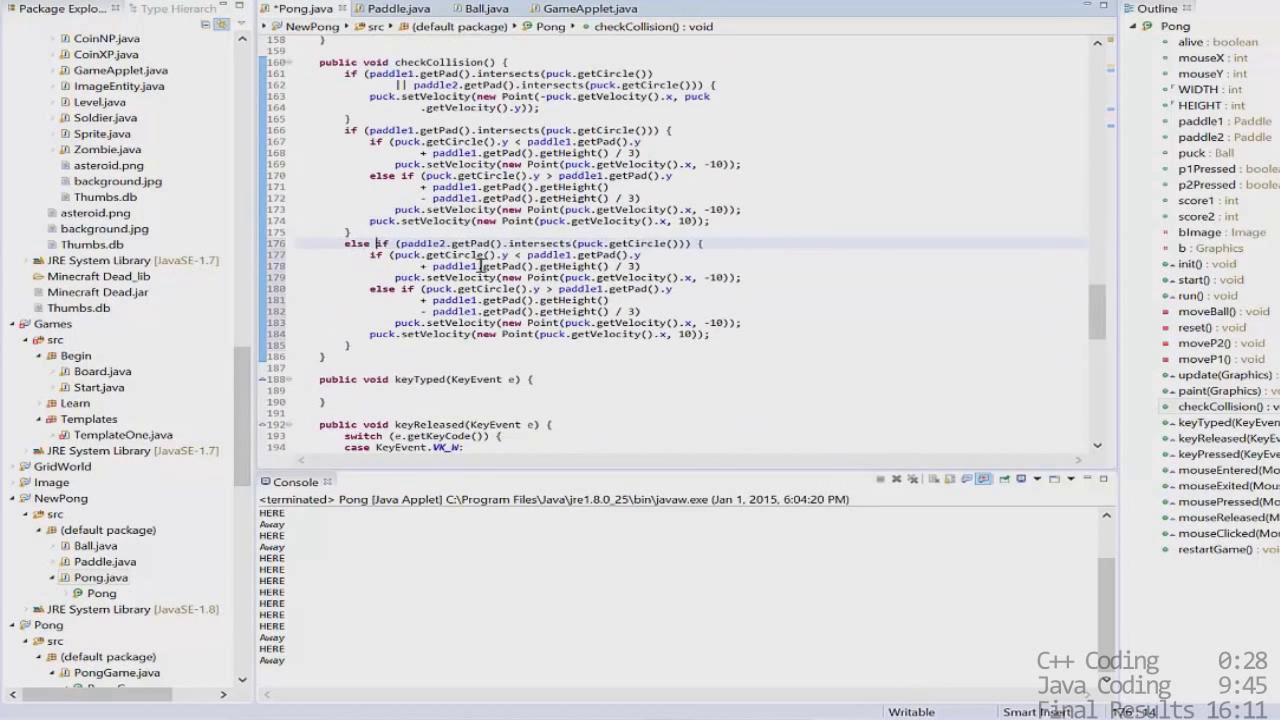 Package Explo...
Type Hierarch
*Pong.java
Paddle.java
Ball.java
GameApplet.java
Outline
NewPong
src
(default package)
Pong
checkCollision() : void
CoinNP.java
CoinXP.java
GameApplet.java
ImageEntity.java
Level.java
Soldier.java
Sprite.java
Zombie.java
asteroid.png
background.jpg
Thumbs.db
asteroid.png
background.jpg
Thumbs.db
JRE System Library [JavaSE-1.7]
Minecraft Dead_lib
Minecraft Dead.jar
Thumbs.db
Games
src
Begin
Board.java
Start.java
Learn
Templates
TemplateOne.java
JRE System Library [JavaSE-1.7]
GridWorld
Image
NewPong
src
(default package)
Ball.java
Paddle.java
Pong.java
Pong
JRE System Library [JavaSE-1.8]
Pong
src
(default package)
PongGame.java
158 }
159
160 public void checkCollision() {
161 if (paddle1.getPad().intersects(puck.getCircle())
162 || paddle2.getPad().intersects(puck.getCircle())) {
163 puck.setVelocity(new Point(-puck.getVelocity().x, puck
164 .getVelocity().y));
165 }
166 if (paddle1.getPad().intersects(puck.getCircle())) {
167 if (puck.getCircle().y < paddle1.getPad().y
168 + paddle1.getPad().getHeight() / 3)
169 puck.setVelocity(new Point(puck.getVelocity().x, -10));
170 else if (puck.getCircle().y > paddle1.getPad().y
171 + paddle1.getPad().getHeight()
172 - paddle1.getPad().getHeight() / 3)
173 puck.setVelocity(new Point(puck.getVelocity().x, -10));
174 puck.setVelocity(new Point(puck.getVelocity().x, 10));
175 }
176 else if (paddle2.getPad().intersects(puck.getCircle())) {
177 if (puck.getCircle().y < paddle1.getPad().y
178 + paddle1.getPad().getHeight() / 3)
179 puck.setVelocity(new Point(puck.getVelocity().x, -10));
180 else if (puck.getCircle().y > paddle1.getPad().y
181 + paddle1.getPad().getHeight()
182 - paddle1.getPad().getHeight() / 3)
183 puck.setVelocity(new Point(puck.getVelocity().x, -10));
184 puck.setVelocity(new Point(puck.getVelocity().x, 10));
185 }
186 }
187
188 public void keyTyped(KeyEvent e) {
189
190 }
191
192 public void keyReleased(KeyEvent e) {
193 switch (e.getKeyCode()) {
194 case KeyEvent.VK_W:
Console
<terminated> Pong [Java Applet] C:\Program Files\Java\jre1.8.0_25\bin\javaw.exe (Jan 1, 2015, 6:04:20 PM)
HERE
Away
HERE
Away
HERE
HERE
HERE
HERE
HERE
HERE
HERE
Away
HERE
Away
Pong
alive : boolean
mouseX : int
mouseY : int
WIDTH : int
HEIGHT : int
paddle1 : Paddle
paddle2 : Paddle
puck : Ball
p1Pressed : int
p2Pressed : int
score1 : int
score2 : int
bImage : Image
b : Graphics
init() : void
start() : void
run() : void
moveBall() : void
reset() : void
moveP2() : void
moveP1() : void
update(Graphics)
paint(Graphics)
checkCollision() : v
keyTyped(KeyEven
keyReleased(KeyE
keyPressed(KeyEv
mouseEntered(Mo
mouseExited(Mous
mousePressed(Mo
mouseReleased(M
mouseClicked(Mou
restartGame() : voi
C++ Coding 0:28
Java Coding 9:45
Final Results 16:11
Writable
Smart Insert